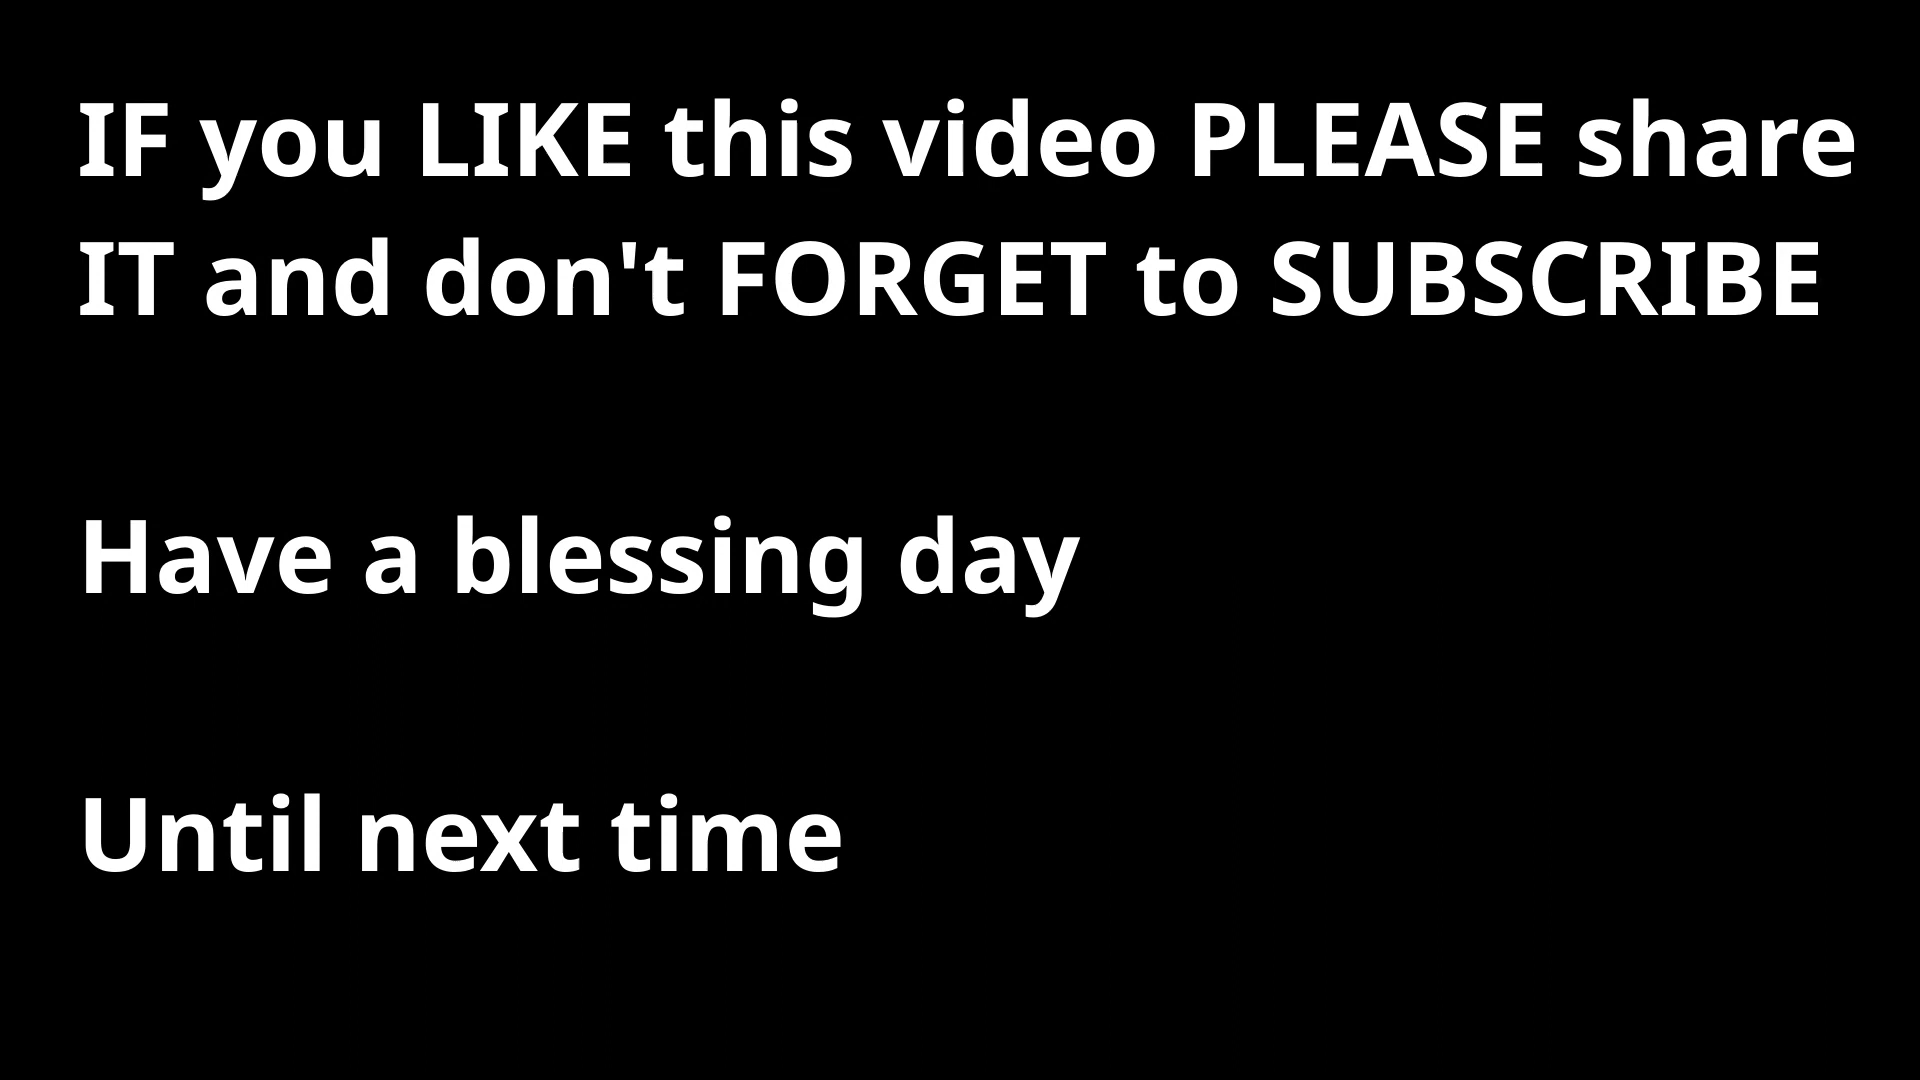 IF you LIKE this video PLEASE share
IT and don't FORGET to SUBSCRIBE
Have a blessing day
Until next time